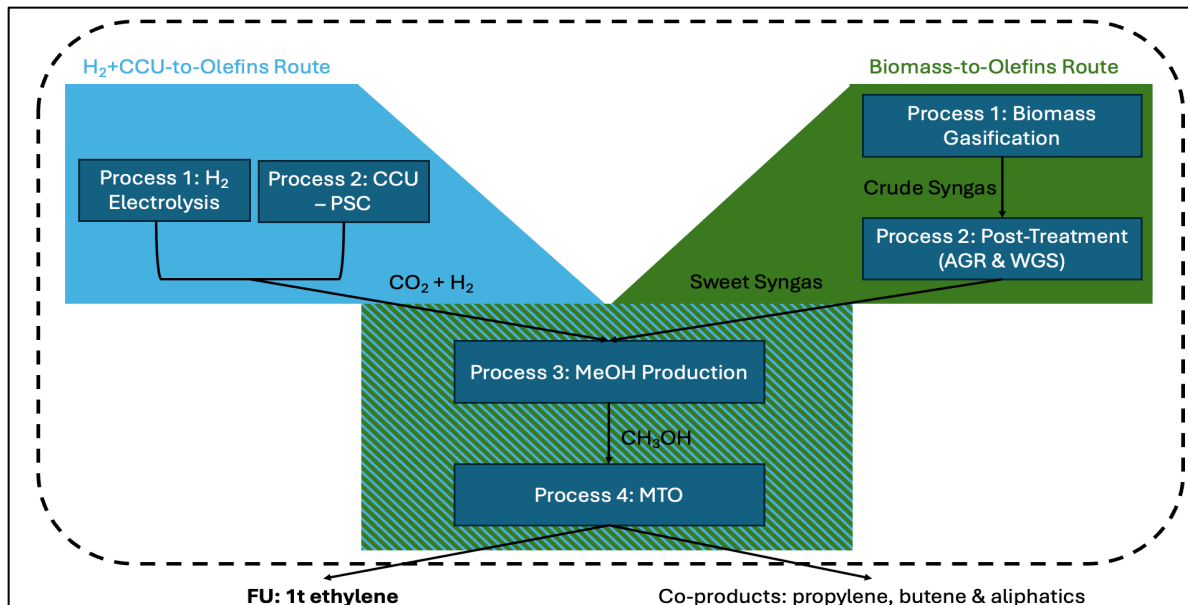 H₂+CCU-to-Olefins Route
Biomass-to-Olefins Route
Process 1: H₂
Electrolysis
Process 2: CCU
– PSC
Process 1: Biomass
Gasification
Crude Syngas
Process 2: Post-Treatment
(AGR & WGS)
CO₂ + H₂
Sweet Syngas
Process 3: MeOH Production
CH₃OH
Process 4: MTO
FU: 1t ethylene
Co-products: propylene, butene & aliphatics